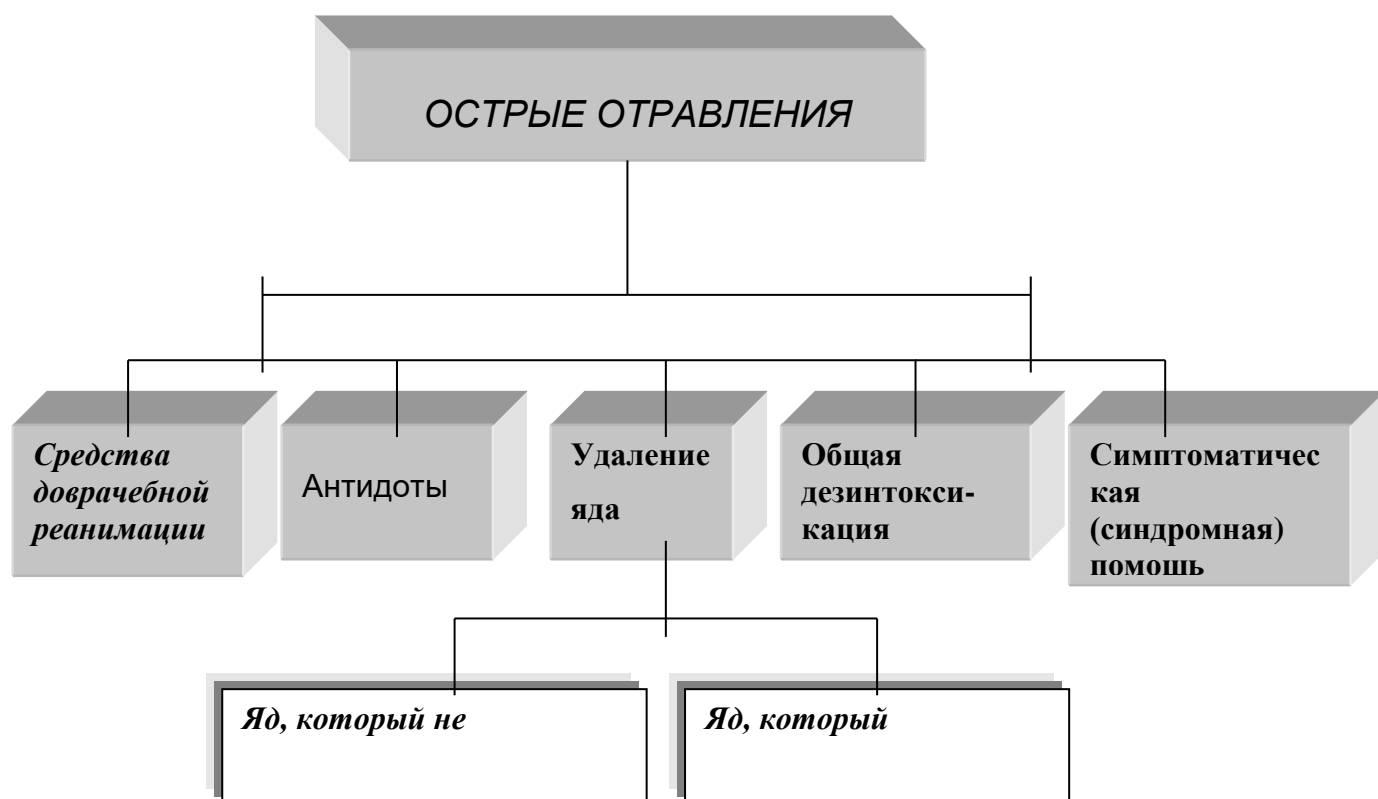 ОСТРЫЕ ОТРАВЛЕНИЯ
Средства
доврачебной
реанимации
Антидоты
Удаление
яда
Общая
дезинтокси-
кация
Симптоматичес
кая
(синдромная)
помошь
Яд, который не
Яд, который